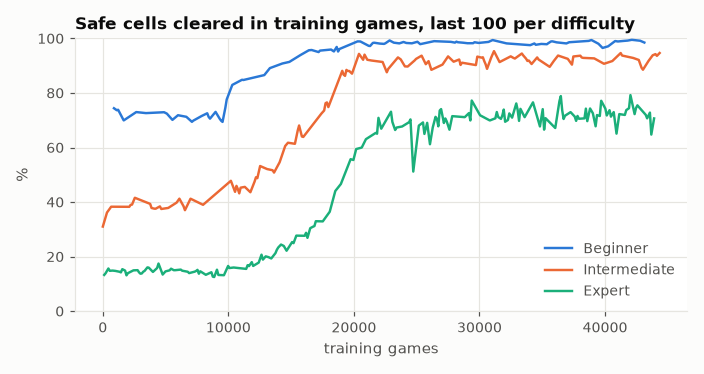 Safe cells cleared in training games, last 100 per difficulty
100
80
60
40
20
0
%
0 10000 20000 30000 40000
training games
Beginner
Intermediate
Expert